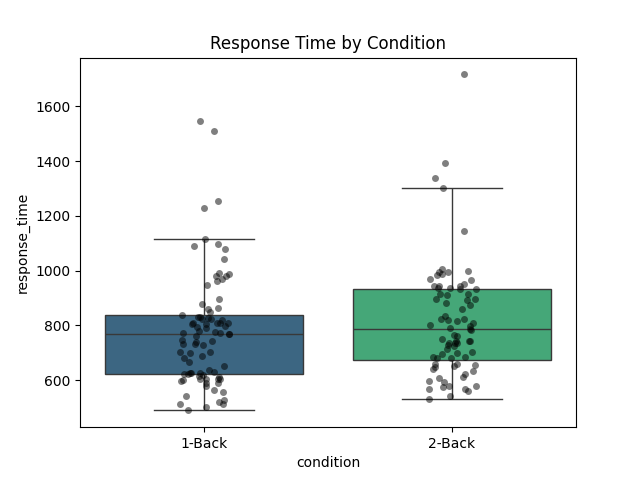 Response Time by Condition
response_time
1600
1400
1200
1000
800
600
1-Back
2-Back
condition